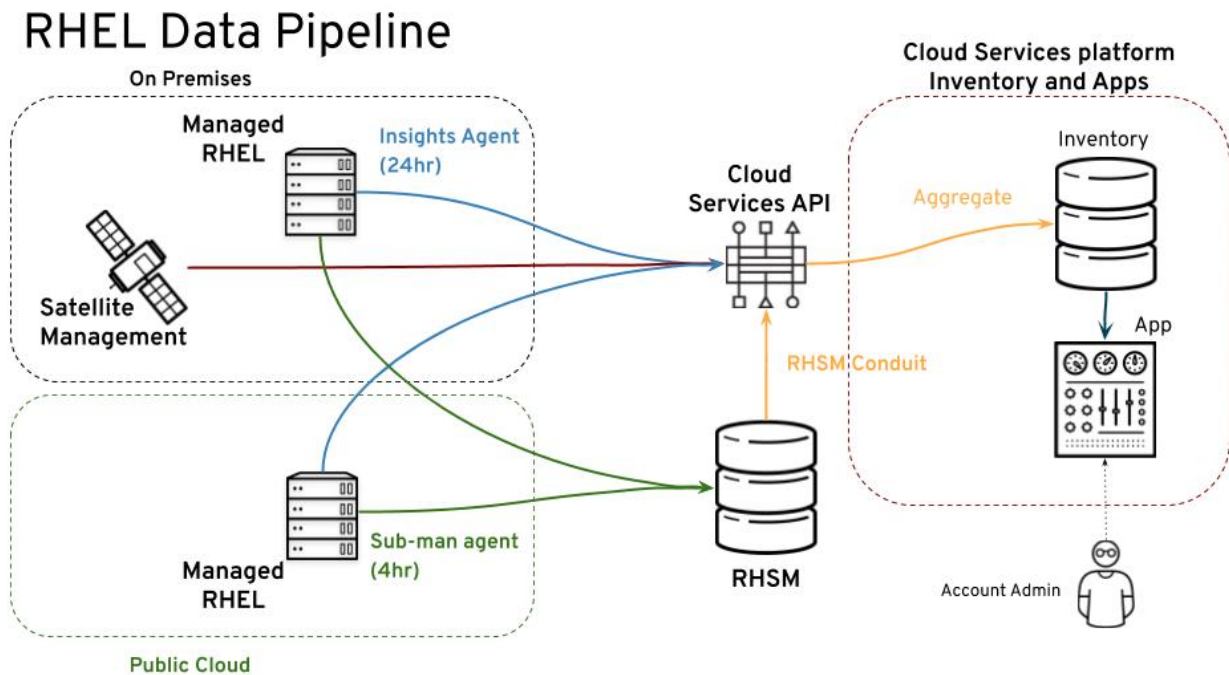 RHEL Data Pipeline
On Premises
Managed
RHEL
Insights Agent
(24hr)
Satellite
Management
Cloud
Services API
Cloud Services platform
Inventory and Apps
Inventory
Aggregate
App
RHSM Conduit
Sub-man agent
(4hr)
Managed
RHEL
RHSM
Account Admin
Public Cloud